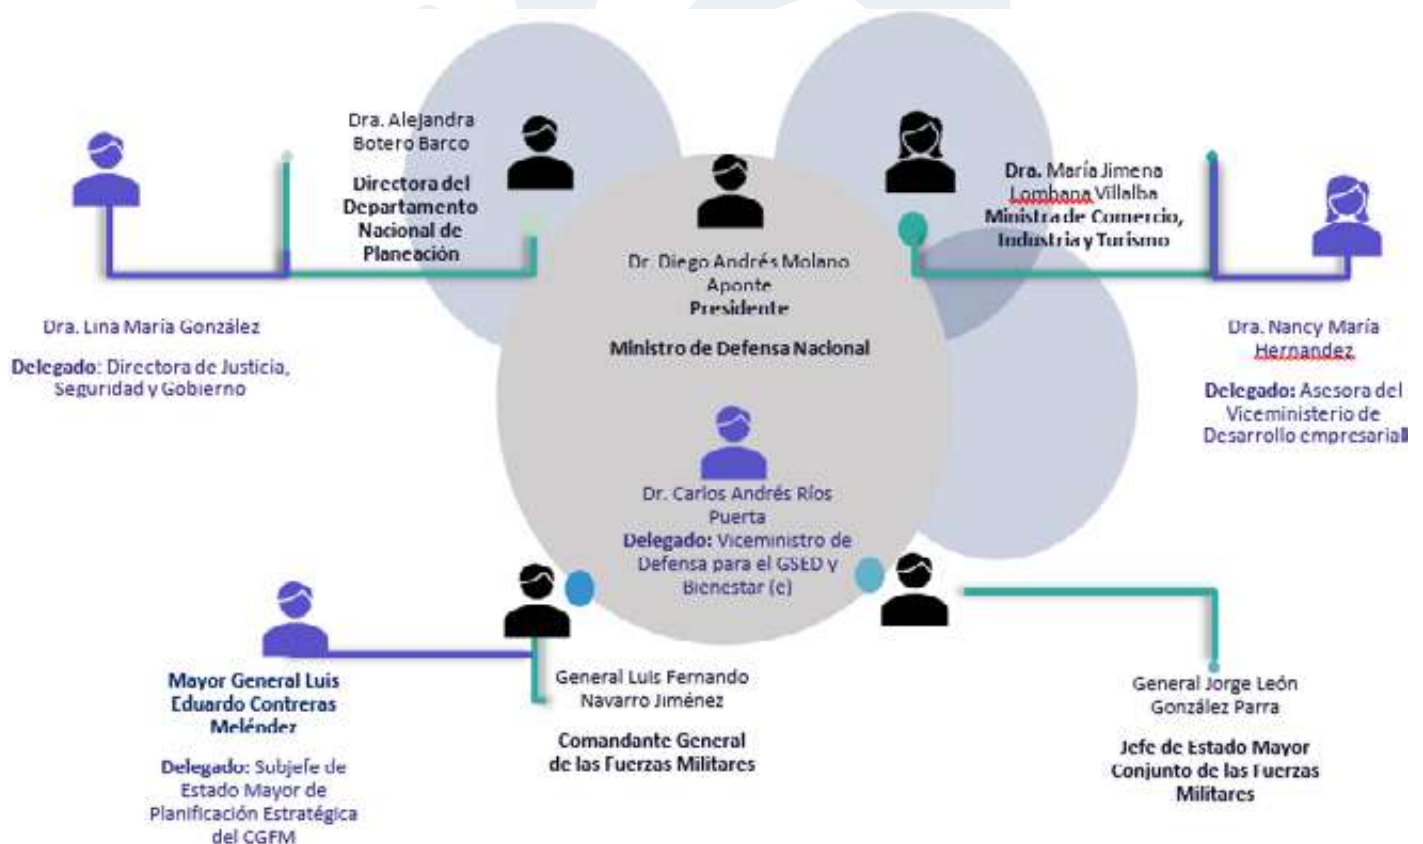 Dra. Alejandra
Botero Barco
Directora del
Departamento
Nacional de
Planeación
Dra. María Jimena
Lombana Villalba
Ministra de Comercio,
Industria y Turismo
Dr. Diego Andrés Molano
Aponte
Presidente
Ministro de Defensa Nacional
Dra. Lina María González
Delegado: Directora de Justicia,
Seguridad y Gobierno
Dra. Nancy María
Hernandez
Delegado: Asesora del
Viceministerio de
Desarrollo empresarial
Dr. Carlos Andrés Ríos
Puerta
Delegado: Viceministro de
Defensa para el GSED y
Bienestar (e)
Mayor General Luis
Eduardo Contreras
Meléndez
Delegado: Subjefe de
Estado Mayor de
Planificación Estratégica
del CGFM
General Luis Fernando
Navarro Jiménez
Comandante General
de las Fuerzas Militares
General Jorge León
González Parra
Jefe de Estado Mayor
Conjunto de las Fuerzas
Militares